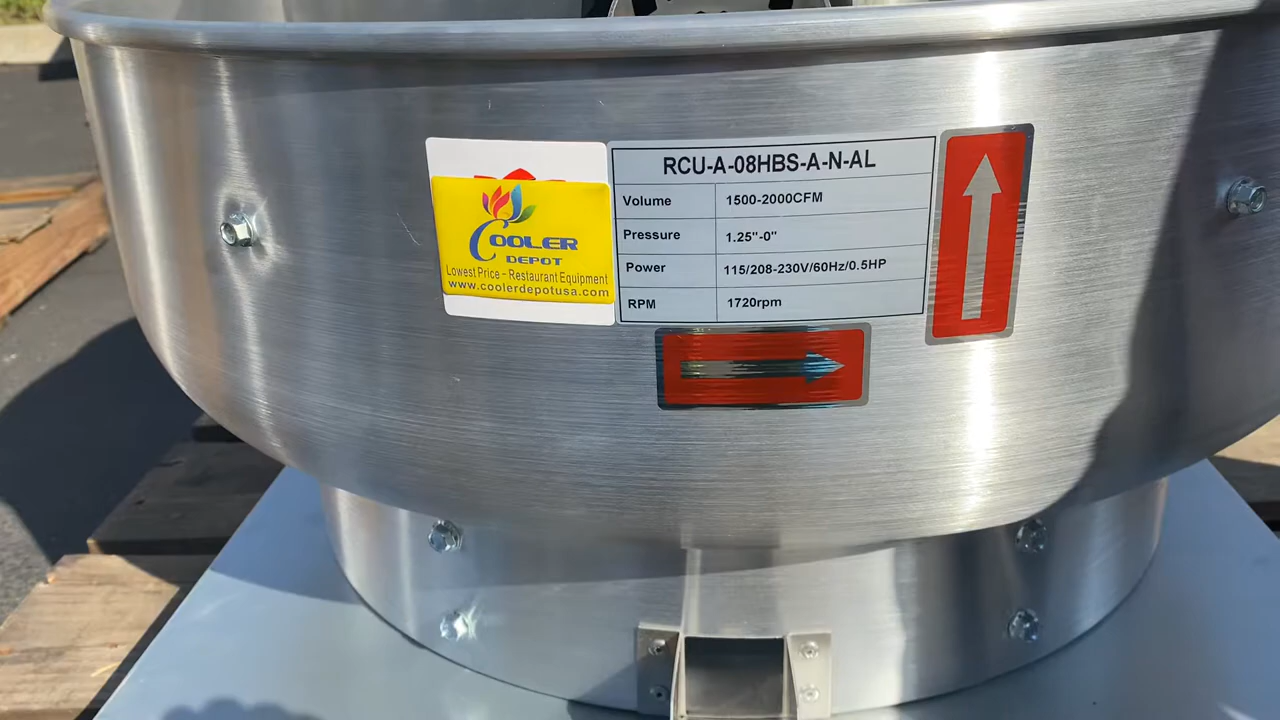 COOLER
DEPOT
Lowest Price - Restaurant Equipment
www.coolerdepotusa.com
RCU-A-08HBS-A-N-AL
Volume 1500-2000CFM
Pressure 1.25"-0"
Power 115/208-230V/60Hz/0.5HP
RPM 1720rpm